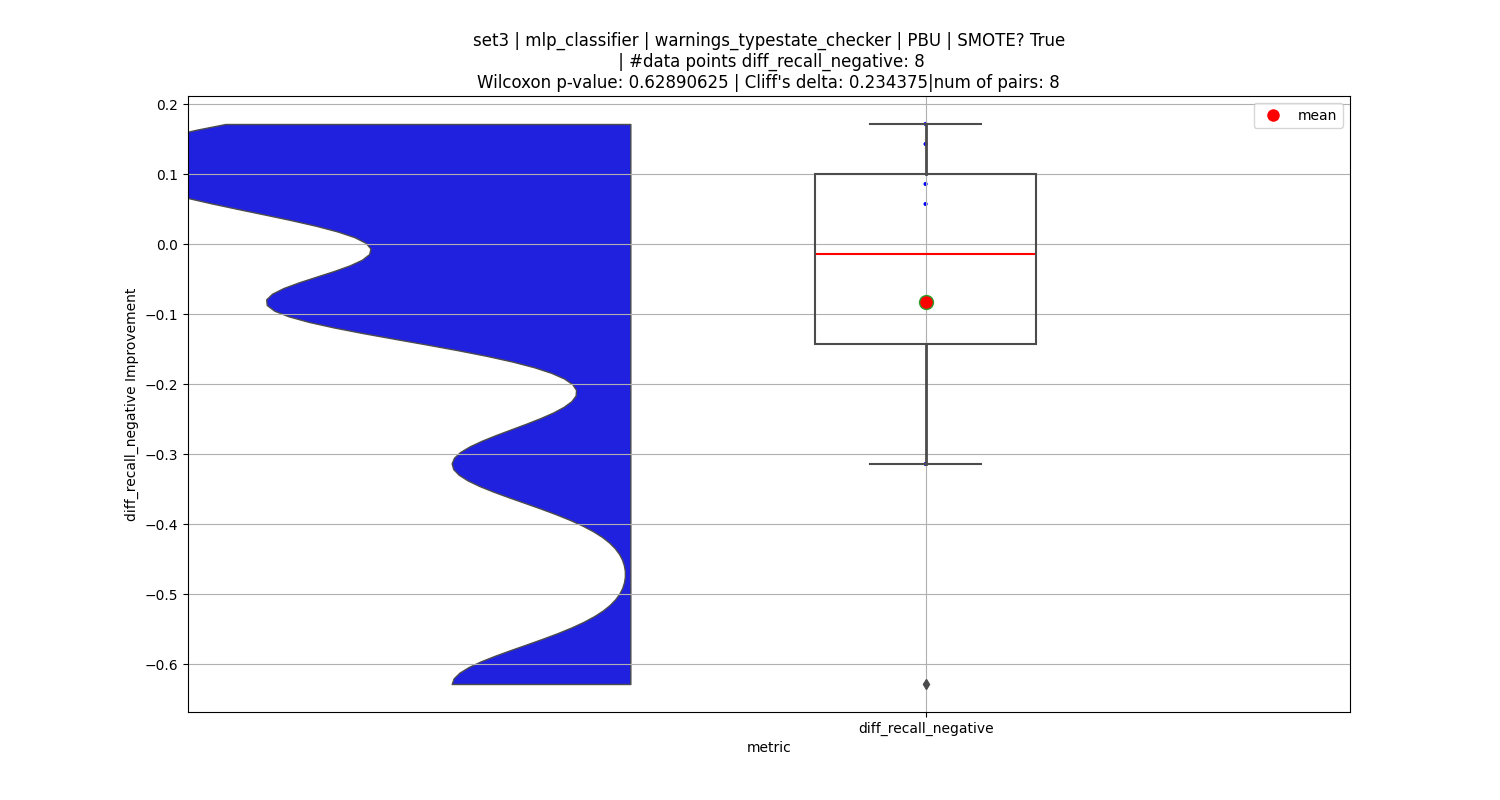 set3 | mlp_classifier | warnings_typestate_checker | PBU | SMOTE? True
| #data points diff_recall_negative: 8
Wilcoxon p-value: 0.62890625 | Cliff's delta: 0.234375|num of pairs: 8
mean
0.2
0.1
0.0
−0.1
−0.2
−0.3
−0.4
−0.5
−0.6
diff_recall_negative Improvement
diff_recall_negative
metric